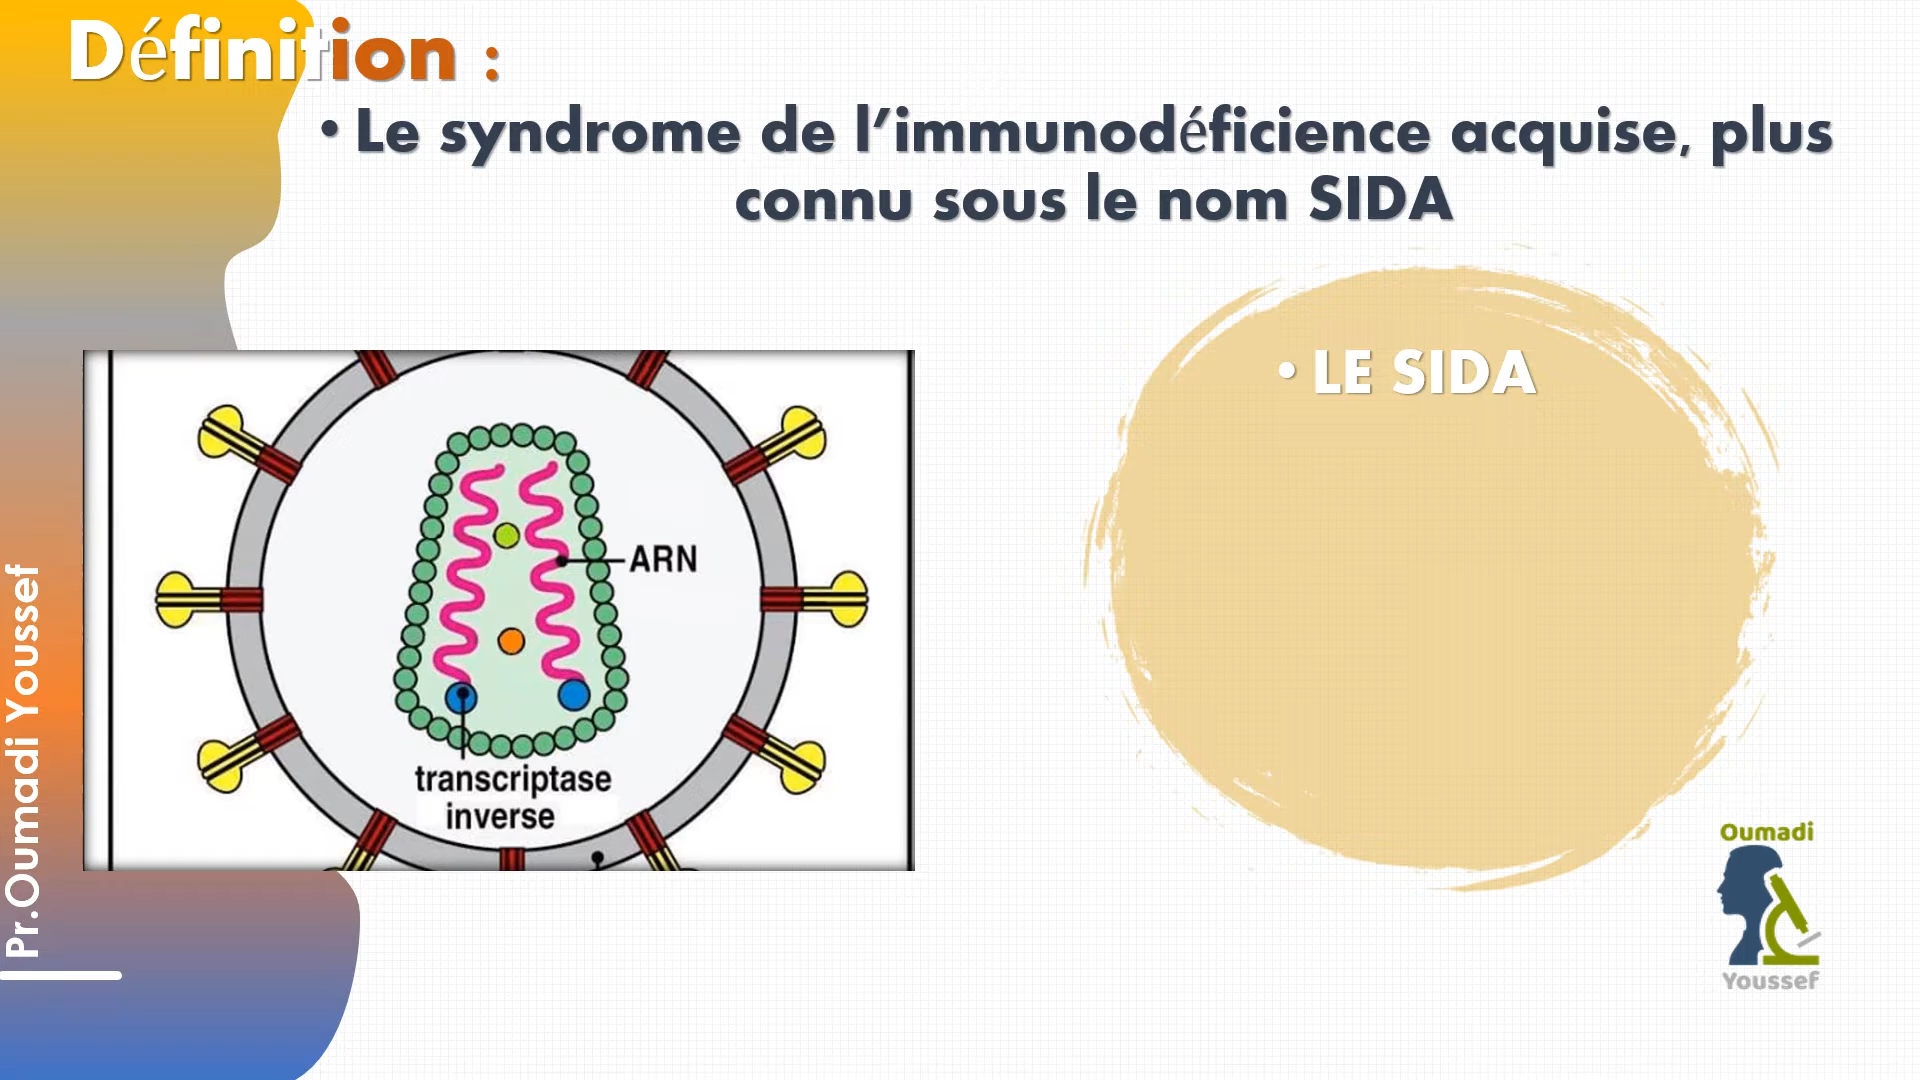 Définition :
• Le syndrome de l’immunodéficience acquise, plus
connu sous le nom SIDA
• LE SIDA
ARN
transcriptase
inverse
Pr.Oumadi Youssef
Oumadi
Youssef